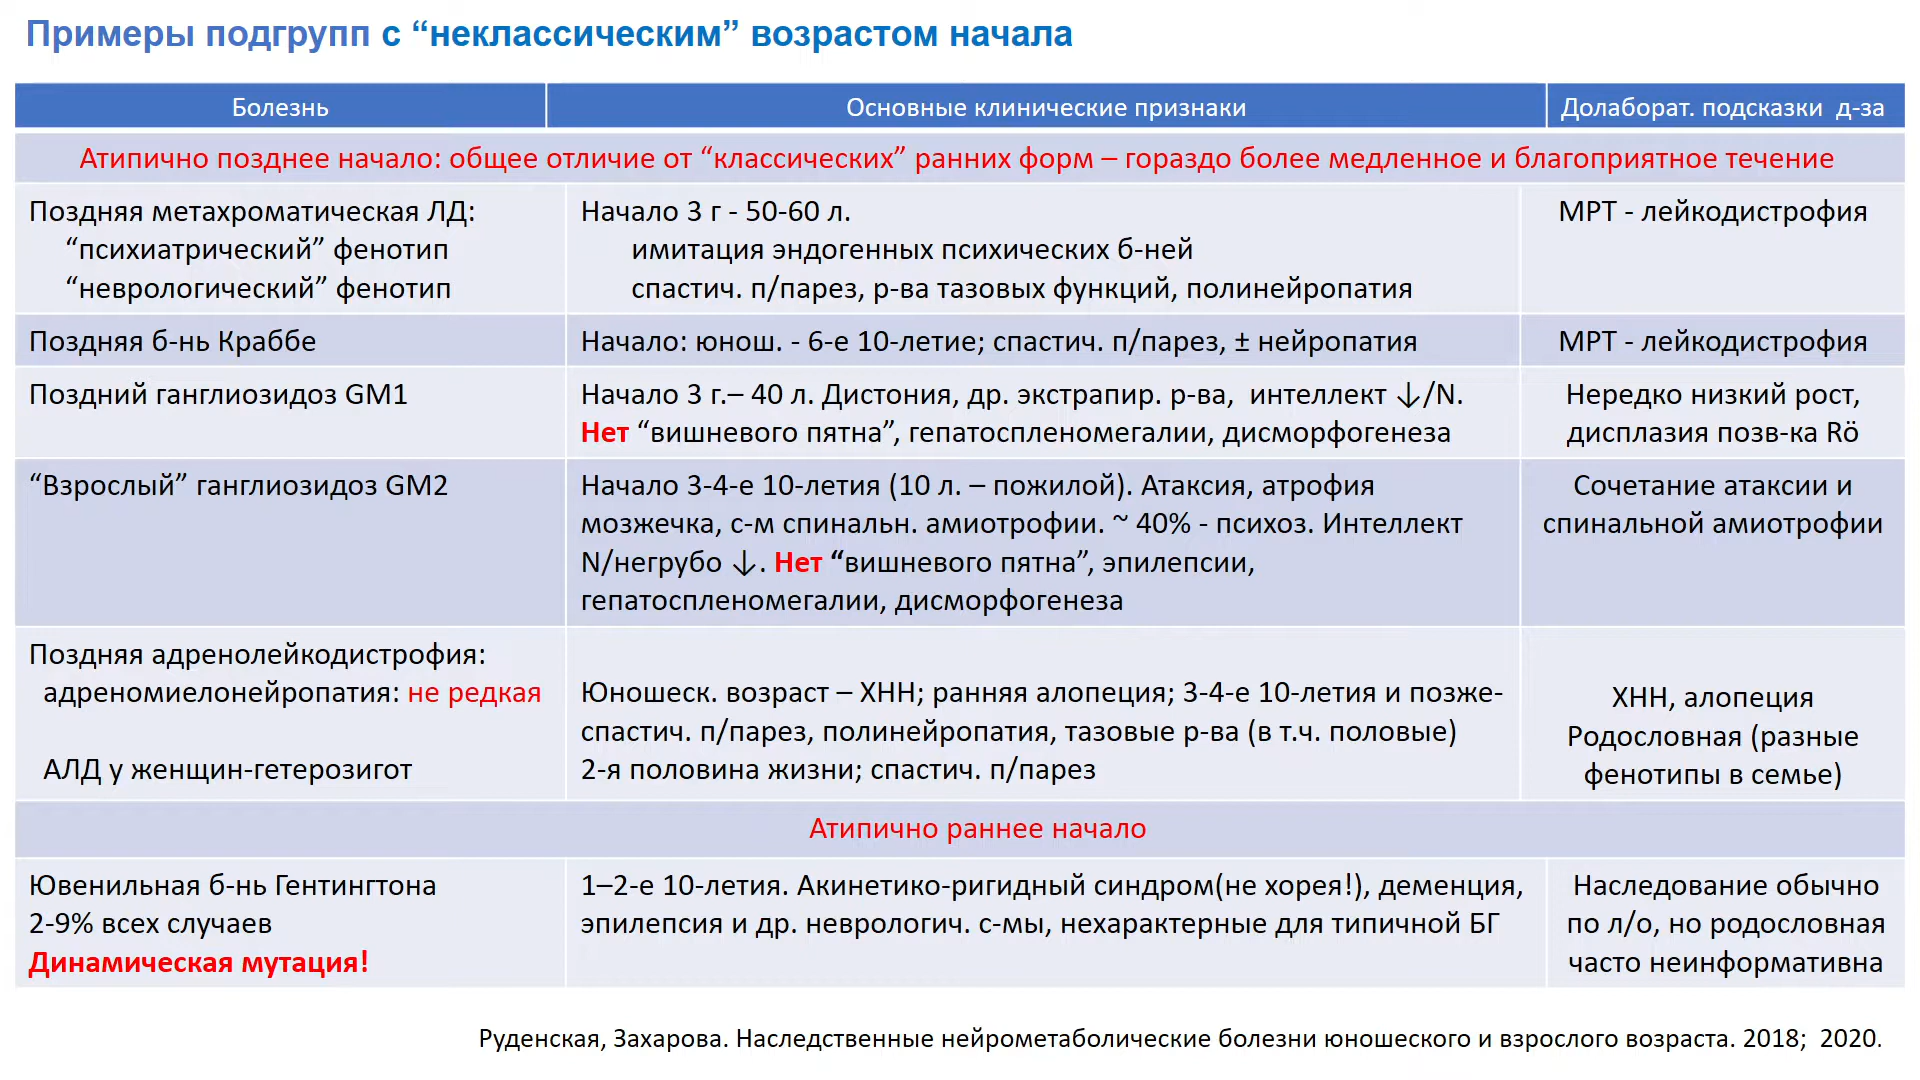 Примеры подгрупп с “неклассическим” возрастом начала
Болезнь
Основные клинические признаки
Долаборат. подсказки д-за
Атипично позднее начало: общее отличие от “классических” ранних форм – гораздо более медленное и благоприятное течение
Поздняя метахроматическая ЛД:
“психиатрический” фенотип
“неврологический” фенотип
Начало 3 г - 50-60 л.
имитация эндогенных психических б-ней
спастич. п/парез, р-ва тазовых функций, полинейропатия
МРТ - лейкодистрофия
Поздняя б-нь Краббе
Начало: юнош. - 6-е 10-летие; спастич. п/парез, ± нейропатия
МРТ - лейкодистрофия
Поздний ганглиозидоз GM1
Начало 3 г.– 40 л. Дистония, др. экстрапир. р-ва, интеллект ↓/N.
Нет “вишневого пятна”, гепатоспленомегалии, дисморфогенеза
Нередко низкий рост,
дисплазия позв-ка Rö
“Взрослый” ганглиозидоз GM2
Начало 3-4-е 10-летия (10 л. – пожилой). Атаксия, атрофия
мозжечка, с-м спинальн. амиотрофии. ~ 40% - психоз. Интеллект
N/негрубо ↓. Нет “вишневого пятна”, эпилепсии,
гепатоспленомегалии, дисморфогенеза
Сочетание атаксии и
спинальной амиотрофии
Поздняя адренолейкодистрофия:
адреномиелонейропатия: не редкая
АЛД у женщин-гетерозигот
Юношеск. возраст – ХНН; ранняя алопеция; 3-4-е 10-летия и позже-
спастич. п/парез, полинейропатия, тазовые р-ва (в т.ч. половые)
2-я половина жизни; спастич. п/парез
ХНН, алопеция
Родословная (разные
фенотипы в семье)
Атипично раннее начало
Ювенильная б-нь Гентингтона
2-9% всех случаев
Динамическая мутация!
1–2-е 10-летия. Акинетико-ригидный синдром(не хорея!), деменция,
эпилепсия и др. неврологич. с-мы, нехарактерные для типичной БГ
Наследование обычно
по л/о, но родословная
часто неинформативна
Руденская, Захарова. Наследственные нейрометаболические болезни юношеского и взрослого возраста. 2018; 2020.